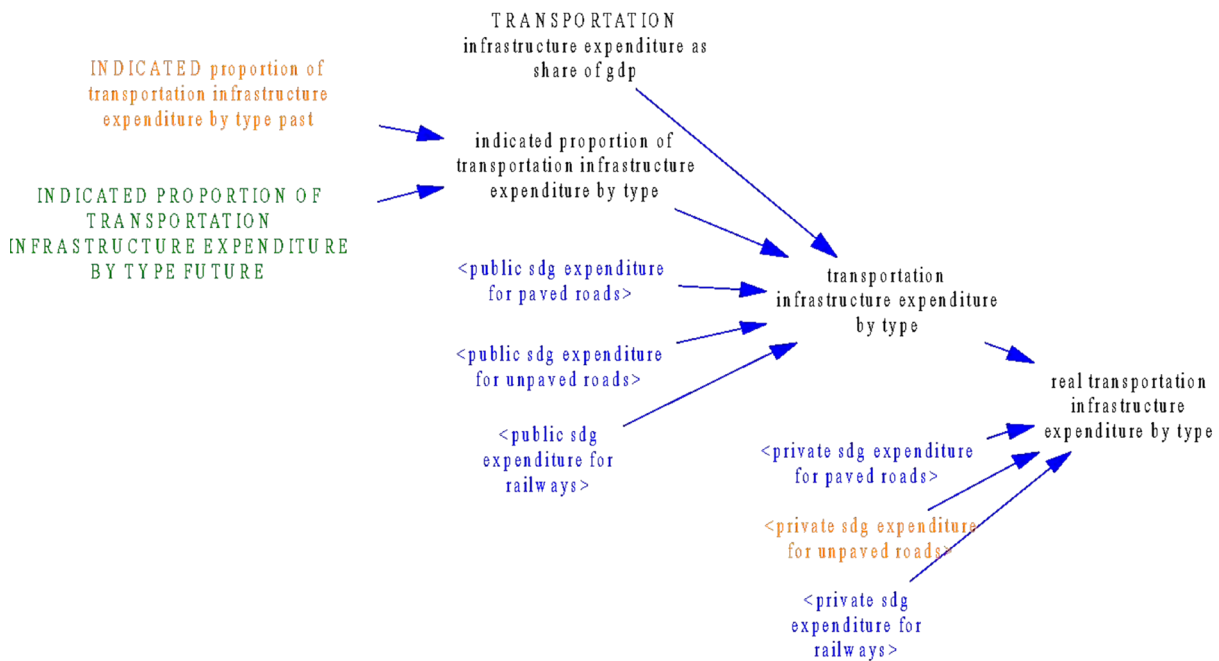 TRANSPORTATION
infrastructure expenditure as
share of gdp
INDICATED proportion of
transportation infrastructure
expenditure by type past
indicated proportion of
transportation infrastructure
expenditure by type
INDICATED PROPORTION OF
TRANSPORTATION
INFRASTRUCTURE EXPENDITURE
BY TYPE FUTURE
<public sdg expenditure
for paved roads>
transportation
infrastructure expenditure
by type
<public sdg expenditure
for unpaved roads>
real transportation
infrastructure
expenditure by type
<public sdg
expenditure for
railways>
<private sdg expenditure
for paved roads>
<private sdg expenditure
for unpaved roads>
<private sdg
expenditure for
railways>